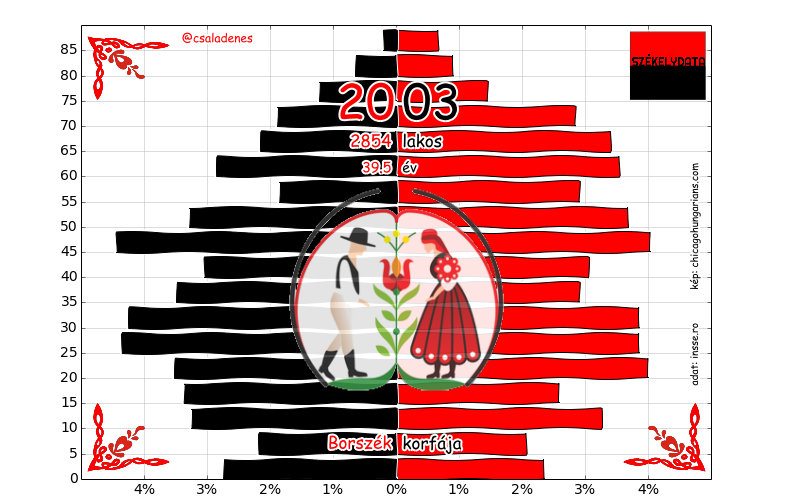 @csaladenes
SZÉKELYDATA
2003
2854 lakos
39.5 év
kép: chicagohungarians.com
adat: insse.ro
Borszék korfája
85
80
75
70
65
60
55
50
45
40
35
30
25
20
15
10
5
0
4% 3% 2% 1% 0% 1% 2% 3% 4%